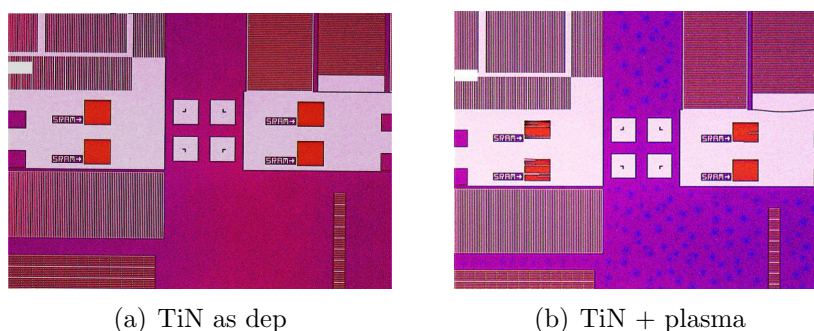 SRAM→ SRAM→ SRAM→ SRAM→
SRAM→ SRAM→ SRAM→ SRAM→
(a) TiN as dep (b) TiN + plasma